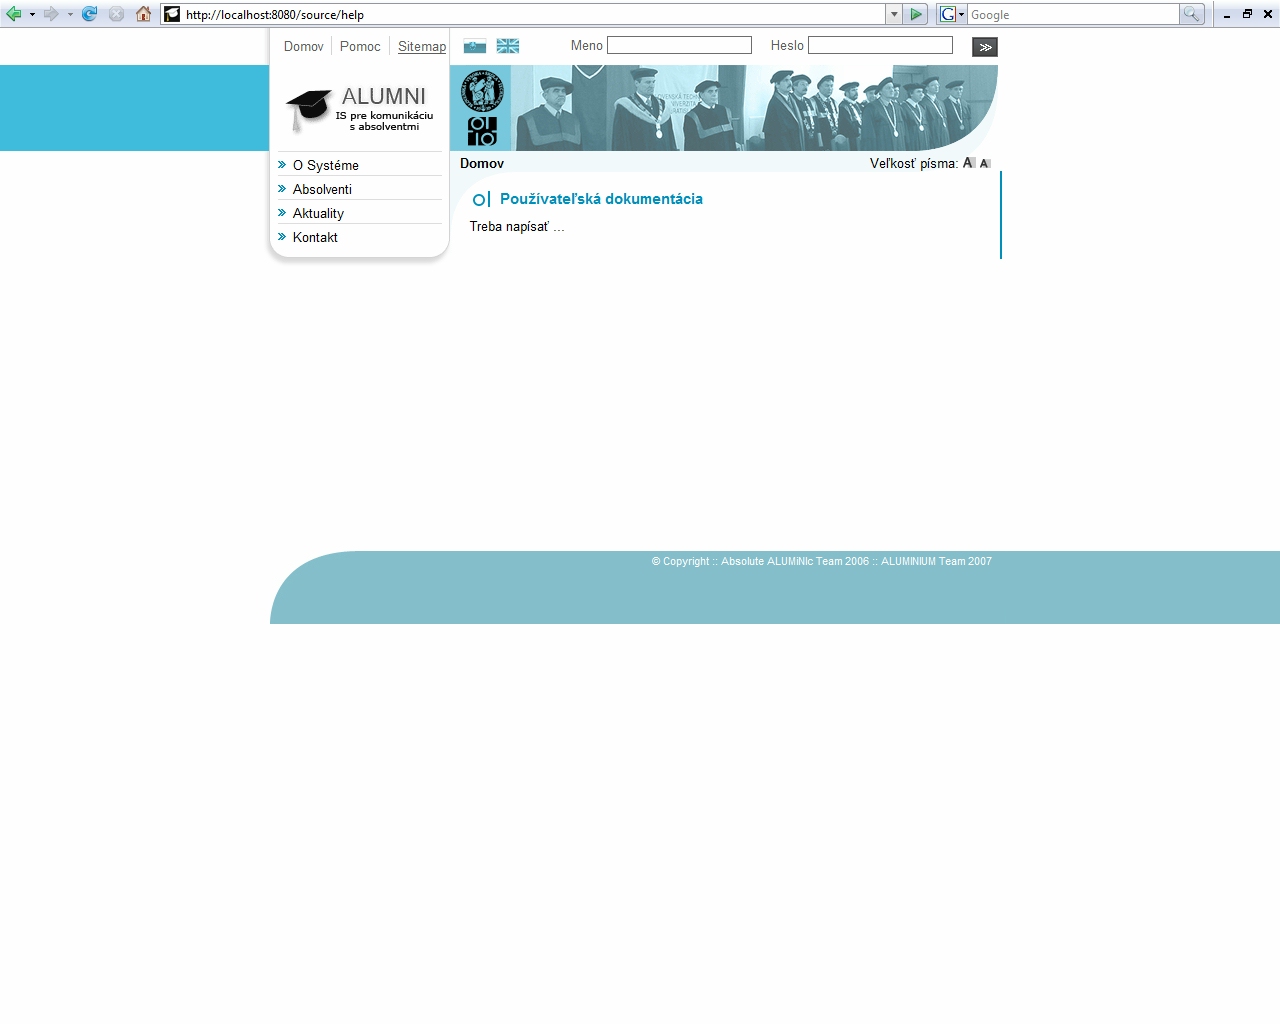 http://localhost:8080/source/help
Google
Domov
Pomoc
Sitemap
Meno
Heslo
ALUMNI
IS pre komunikáciu
s absolventmi
O Systéme
Absolventi
Aktuality
Kontakt
Domov
Veľkosť písma: A A
Používateľská dokumentácia
Treba napísať ...
© Copyright :: Absolute ALUMiNIc Team 2006 :: ALUMINIUM Team 2007